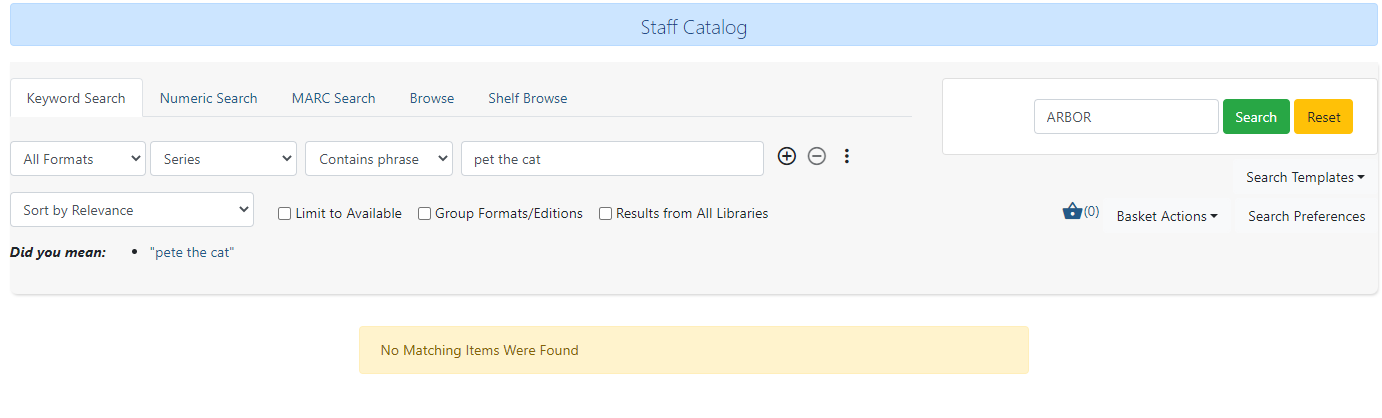 Staff Catalog
Keyword Search Numeric Search MARC Search Browse Shelf Browse
ARBOR Search Reset
All Formats Series Contains phrase pet the cat
Search Templates
Sort by Relevance Limit to Available Group Formats/Editions Results from All Libraries
(0) Basket Actions Search Preferences
Did you mean: • "pete the cat"
No Matching Items Were Found